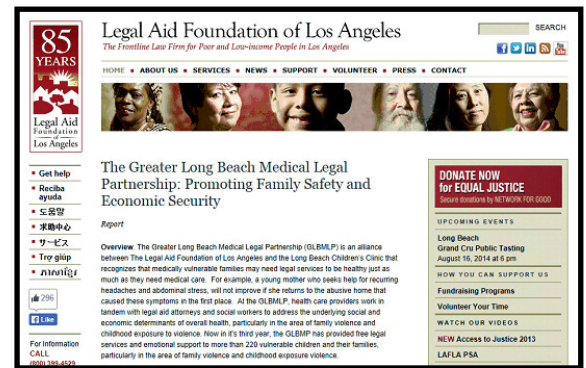 85
YEARS
Legal Aid
Foundation
of
Los Angeles
Legal Aid Foundation of Los Angeles
The Frontline Law Firm for Poor and Low-income People in Los Angeles
SEARCH
HOME ABOUT US SERVICES NEWS SUPPORT VOLUNTEER PRESS CONTACT
Get help
Reciba
ayuda
도움말
求助中心
サービス
Trợ giúp
ភាសាខ្មែរ
296
Like
For Information
CALL
(800) 399-4529
The Greater Long Beach Medical Legal
Partnership: Promoting Family Safety and
Economic Security
Report
Overview. The Greater Long Beach Medical Legal Partnership (GLBMLP) is an alliance
between The Legal Aid Foundation of Los Angeles and the Long Beach Children's Clinic that
recognizes that medically vulnerable families may need legal services to be healthy just as
much as they need medical care. For example, a young mother who seeks help for recurring
headaches and abdominal stress, will not improve if she returns to the abusive home that
caused these symptoms in the first place. At the GLBMLP, health care providers work in
tandem with legal aid attorneys and social workers to address the underlying social and
economic determinants of overall health, particularly in the area of family violence and
childhood exposure to violence. Now in it's third year, the GLBMP has provided free legal
services and emotional support to more than 220 vulnerable children and their families,
particularly in the area of family violence and childhood exposure violence.
DONATE NOW
for EQUAL JUSTICE
Secure donations by NETWORK FOR GOOD
UPCOMING EVENTS
Long Beach
Grand Cru Public Tasting
August 16, 2014 at 6 pm
HOW YOU CAN SUPPORT US
Fundraising Programs
Volunteer Your Time
WATCH OUR VIDEOS
NEW Access to Justice 2013
LAFLA PSA